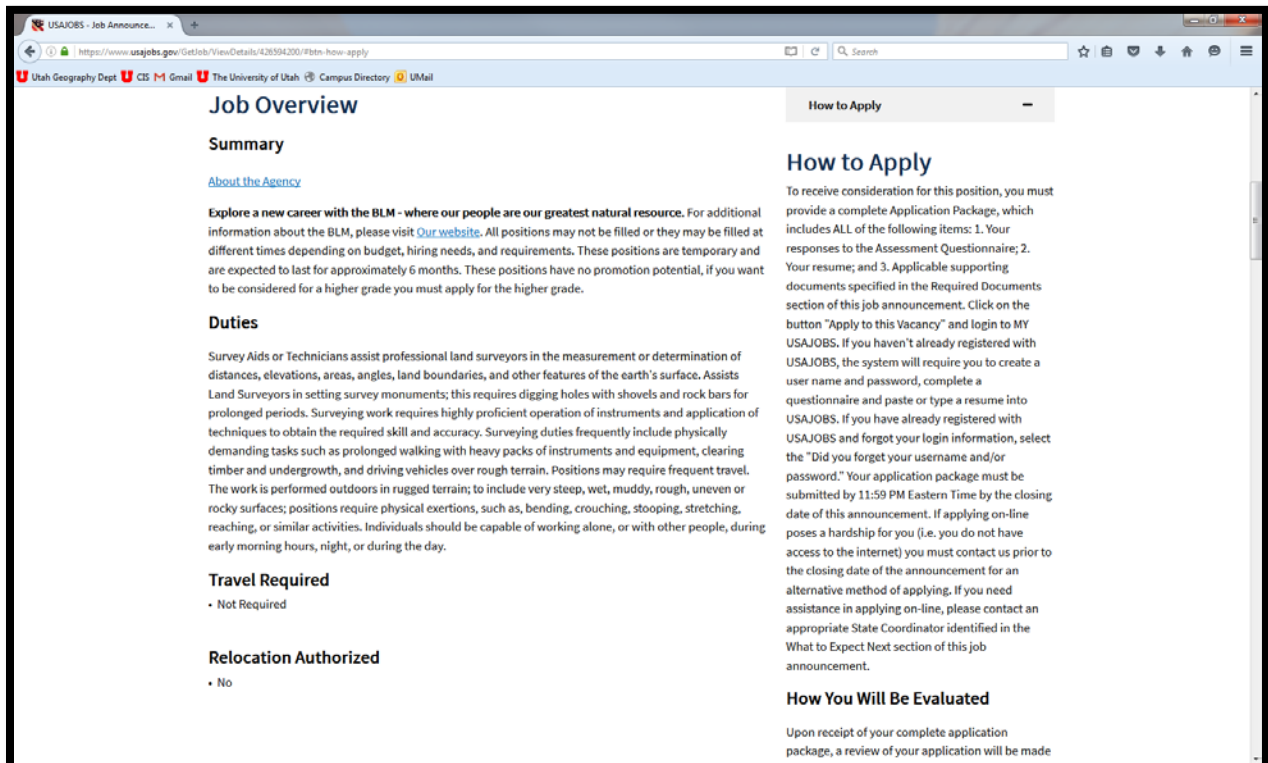 USAJOBS - Job Announce...
https://www.usajobs.gov/GetJob/ViewDetails/426594200/#btn-how-apply
Search
Utah Geography Dept CIS Gmail The University of Utah Campus Directory UMail
Job Overview
Summary
About the Agency
Explore a new career with the BLM - where our people are our greatest natural resource. For additional
information about the BLM, please visit Our website. All positions may not be filled or they may be filled at
different times depending on budget, hiring needs, and requirements. These positions are temporary and
are expected to last for approximately 6 months. These positions have no promotion potential, if you want
to be considered for a higher grade you must apply for the higher grade.
Duties
Survey Aids or Technicians assist professional land surveyors in the measurement or determination of
distances, elevations, areas, angles, land boundaries, and other features of the earth's surface. Assists
Land Surveyors in setting survey monuments; this requires digging holes with shovels and rock bars for
prolonged periods. Surveying work requires highly proficient operation of instruments and application of
techniques to obtain the required skill and accuracy. Surveying duties frequently include physically
demanding tasks such as prolonged walking with heavy packs of instruments and equipment, clearing
timber and undergrowth, and driving vehicles over rough terrain. Positions may require frequent travel.
The work is performed outdoors in rugged terrain; to include very steep, wet, muddy, rough, uneven or
rocky surfaces; positions require physical exertions, such as, bending, crouching, stooping, stretching,
reaching, or similar activities. Individuals should be capable of working alone, or with other people, during
early morning hours, night, or during the day.
Travel Required
• Not Required
Relocation Authorized
• No
How to Apply
How to Apply
To receive consideration for this position, you must
provide a complete Application Package, which
includes ALL of the following items: 1. Your
responses to the Assessment Questionnaire; 2.
Your resume; and 3. Applicable supporting
documents specified in the Required Documents
section of this job announcement. Click on the
button "Apply to this Vacancy" and login to MY
USAJOBS. If you haven't already registered with
USAJOBS, the system will require you to create a
user name and password, complete a
questionnaire and paste or type a resume into
USAJOBS. If you have already registered with
USAJOBS and forgot your login information, select
the "Did you forget your username and/or
password." Your application package must be
submitted by 11:59 PM Eastern Time by the closing
date of this announcement. If applying on-line
poses a hardship for you (i.e. you do not have
access to the internet) you must contact us prior to
the closing date of the announcement for an
alternative method of applying. If you need
assistance in applying on-line, please contact an
appropriate State Coordinator identified in the
What to Expect Next section of this job
announcement.
How You Will Be Evaluated
Upon receipt of your complete application
package, a review of your application will be made